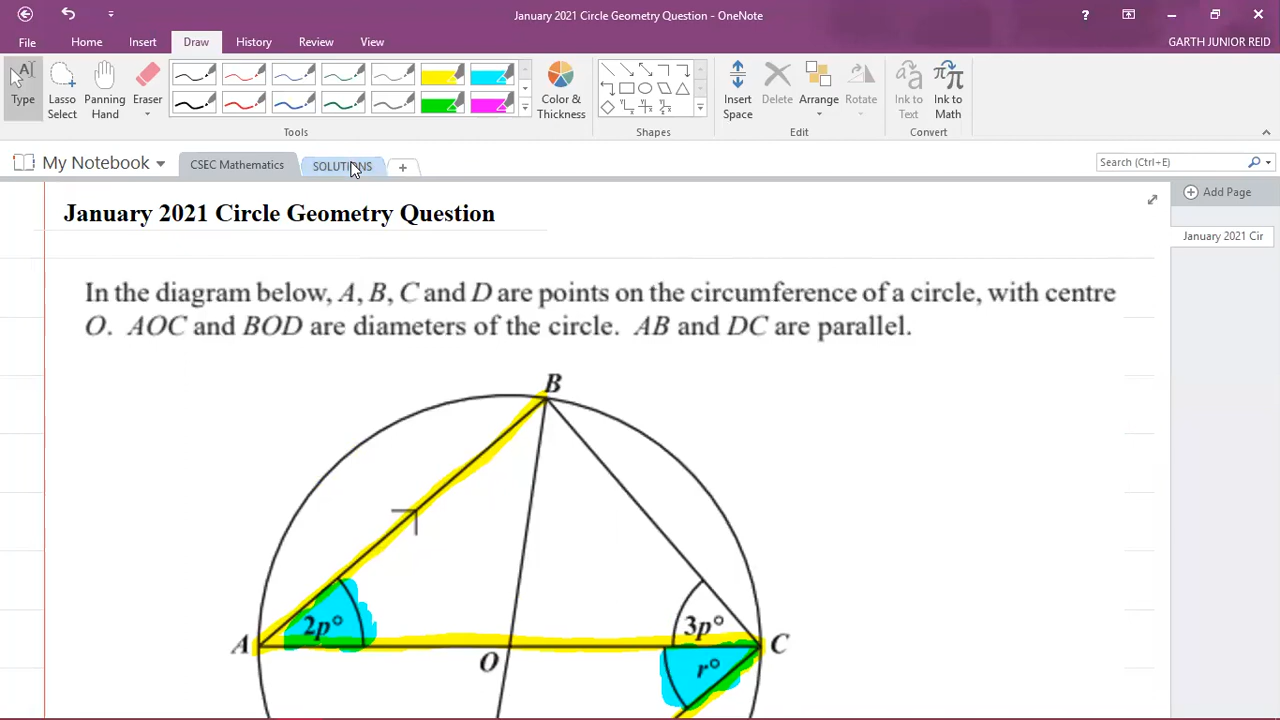 January 2021 Circle Geometry Question - OneNote
?
File Home Insert Draw History Review View
GARTH JUNIOR REID
Type
Lasso Select
Panning Hand
Eraser
Color & Thickness
Insert Space
Delete
Arrange
Rotate
Ink to Text
Ink to Math
Tools Shapes Edit Convert
My Notebook
CSEC Mathematics
SOLUTIONS
+
Search (Ctrl+E)
Add Page
January 2021 Cir
January 2021 Circle Geometry Question
In the diagram below, A, B, C and D are points on the circumference of a circle, with centre
O. AOC and BOD are diameters of the circle. AB and DC are parallel.
B
2p°
3p°
A
C
O
r°